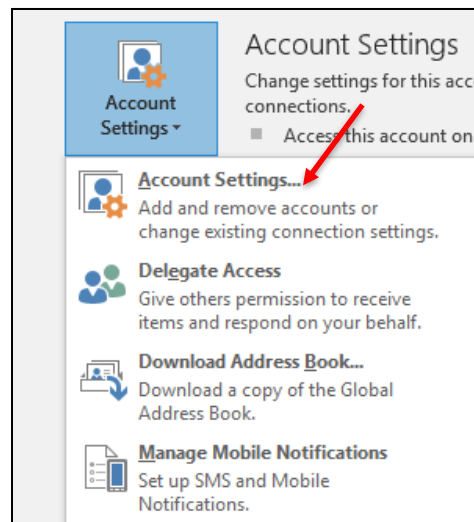 Account Settings
Change settings for this acc
connections.
Access this account on
Account
Settings
Account Settings...
Add and remove accounts or
change existing connection settings.
Delegate Access
Give others permission to receive
items and respond on your behalf.
Download Address Book...
Download a copy of the Global
Address Book.
Manage Mobile Notifications
Set up SMS and Mobile
Notifications.